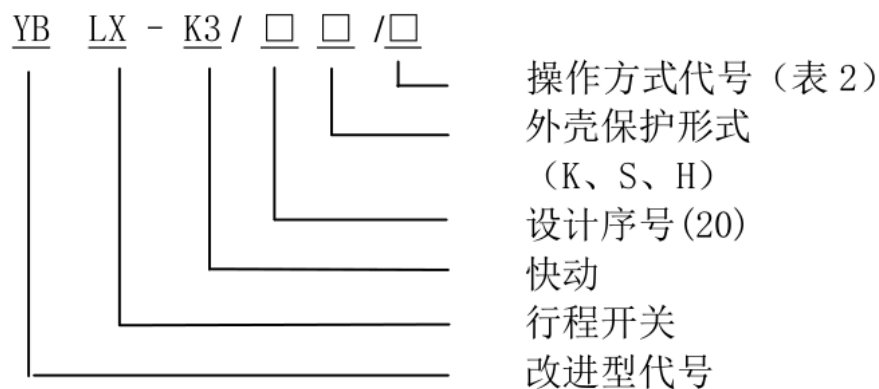 YB LX - K3 / □ □ /□
操作方式代号（表 2）
外壳保护形式
（K、S、H）
设计序号(20)
快动
行程开关
改进型代号